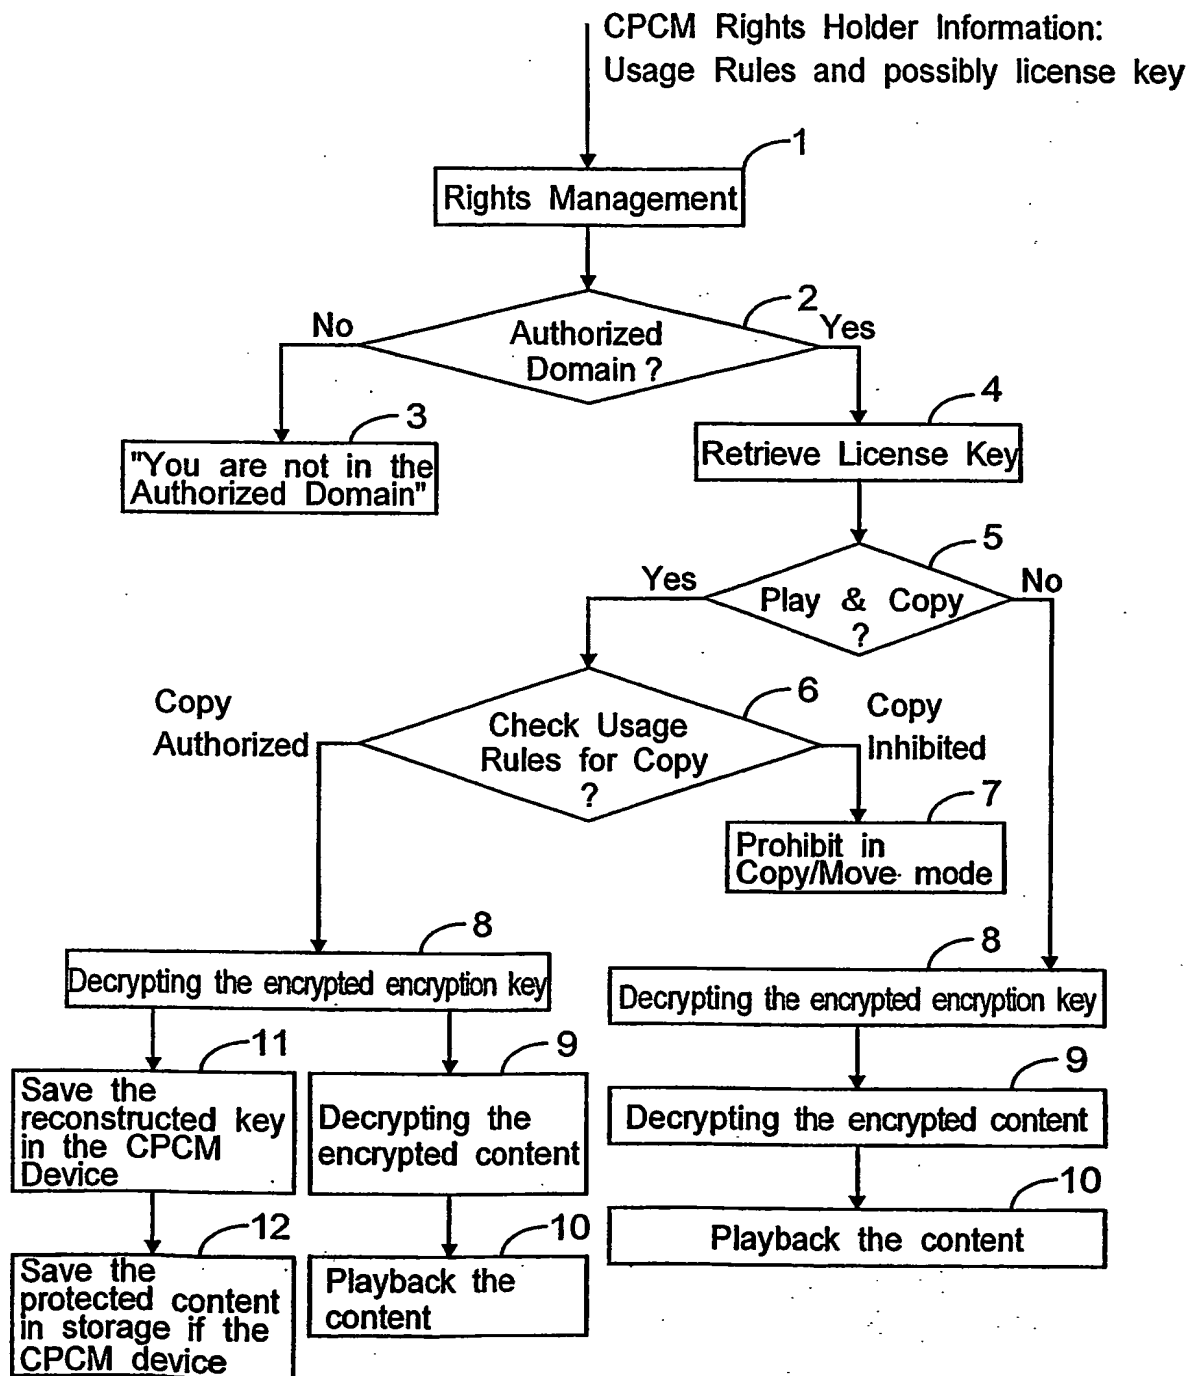 CPCM Rights Holder Information:
Usage Rules and possibly license key
1
Rights Management
2
No
Yes
Authorized
Domain ?
3
4
"You are not in the
Authorized Domain"
Retrieve License Key
5
Yes
No
Play & Copy
?
6
Copy
Authorized
Check Usage
Rules for Copy
?
Copy
Inhibited
7
Prohibit in
Copy/Move mode
8
Decrypting the encrypted encryption key
8
Decrypting the encrypted encryption key
11
Save the
reconstructed key
in the CPCM
Device
9
Decrypting the
encrypted content
9
Decrypting the encrypted content
12
Save the
protected content
in storage if the
CPCM device
10
Playback the
content
10
Playback the content